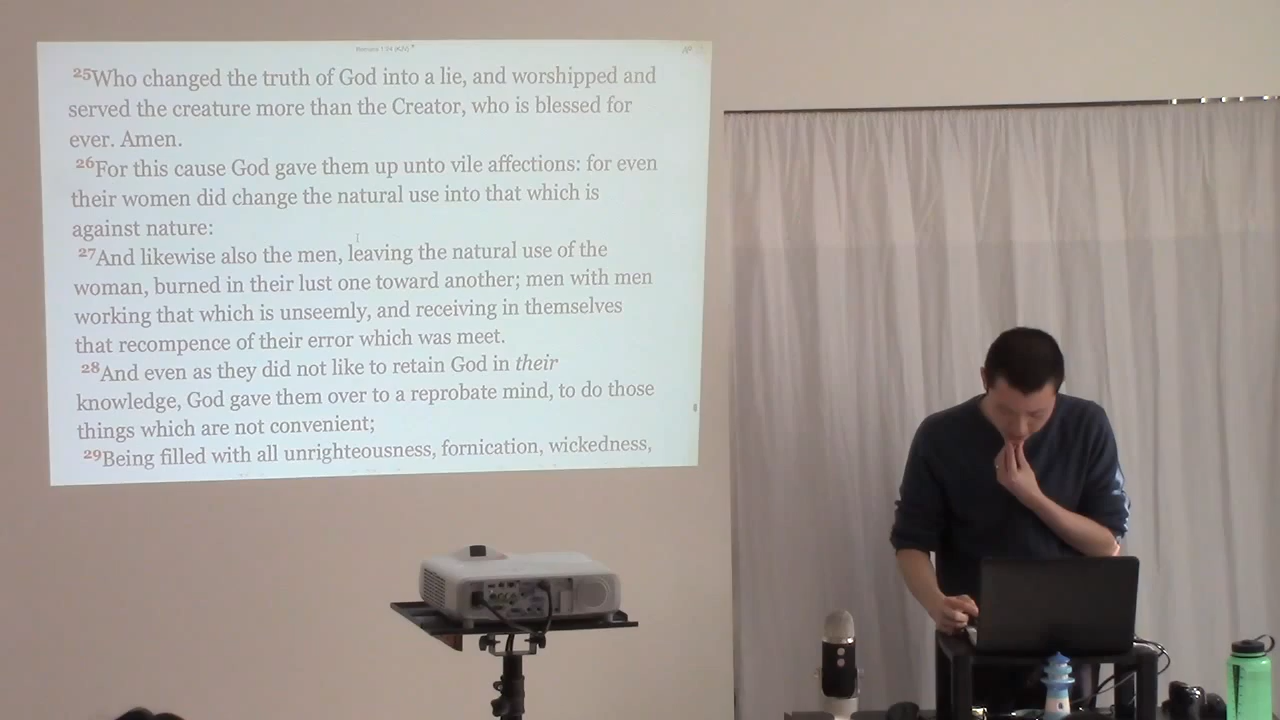 Romans 1:24 (KJV)
25Who changed the truth of God into a lie, and worshipped and
served the creature more than the Creator, who is blessed for
ever. Amen.
26For this cause God gave them up unto vile affections: for even
their women did change the natural use into that which is
against nature:
27And likewise also the men, leaving the natural use of the
woman, burned in their lust one toward another; men with men
working that which is unseemly, and receiving in themselves
that recompence of their error which was meet.
28And even as they did not like to retain God in their
knowledge, God gave them over to a reprobate mind, to do those
things which are not convenient;
29Being filled with all unrighteousness, fornication, wickedness,